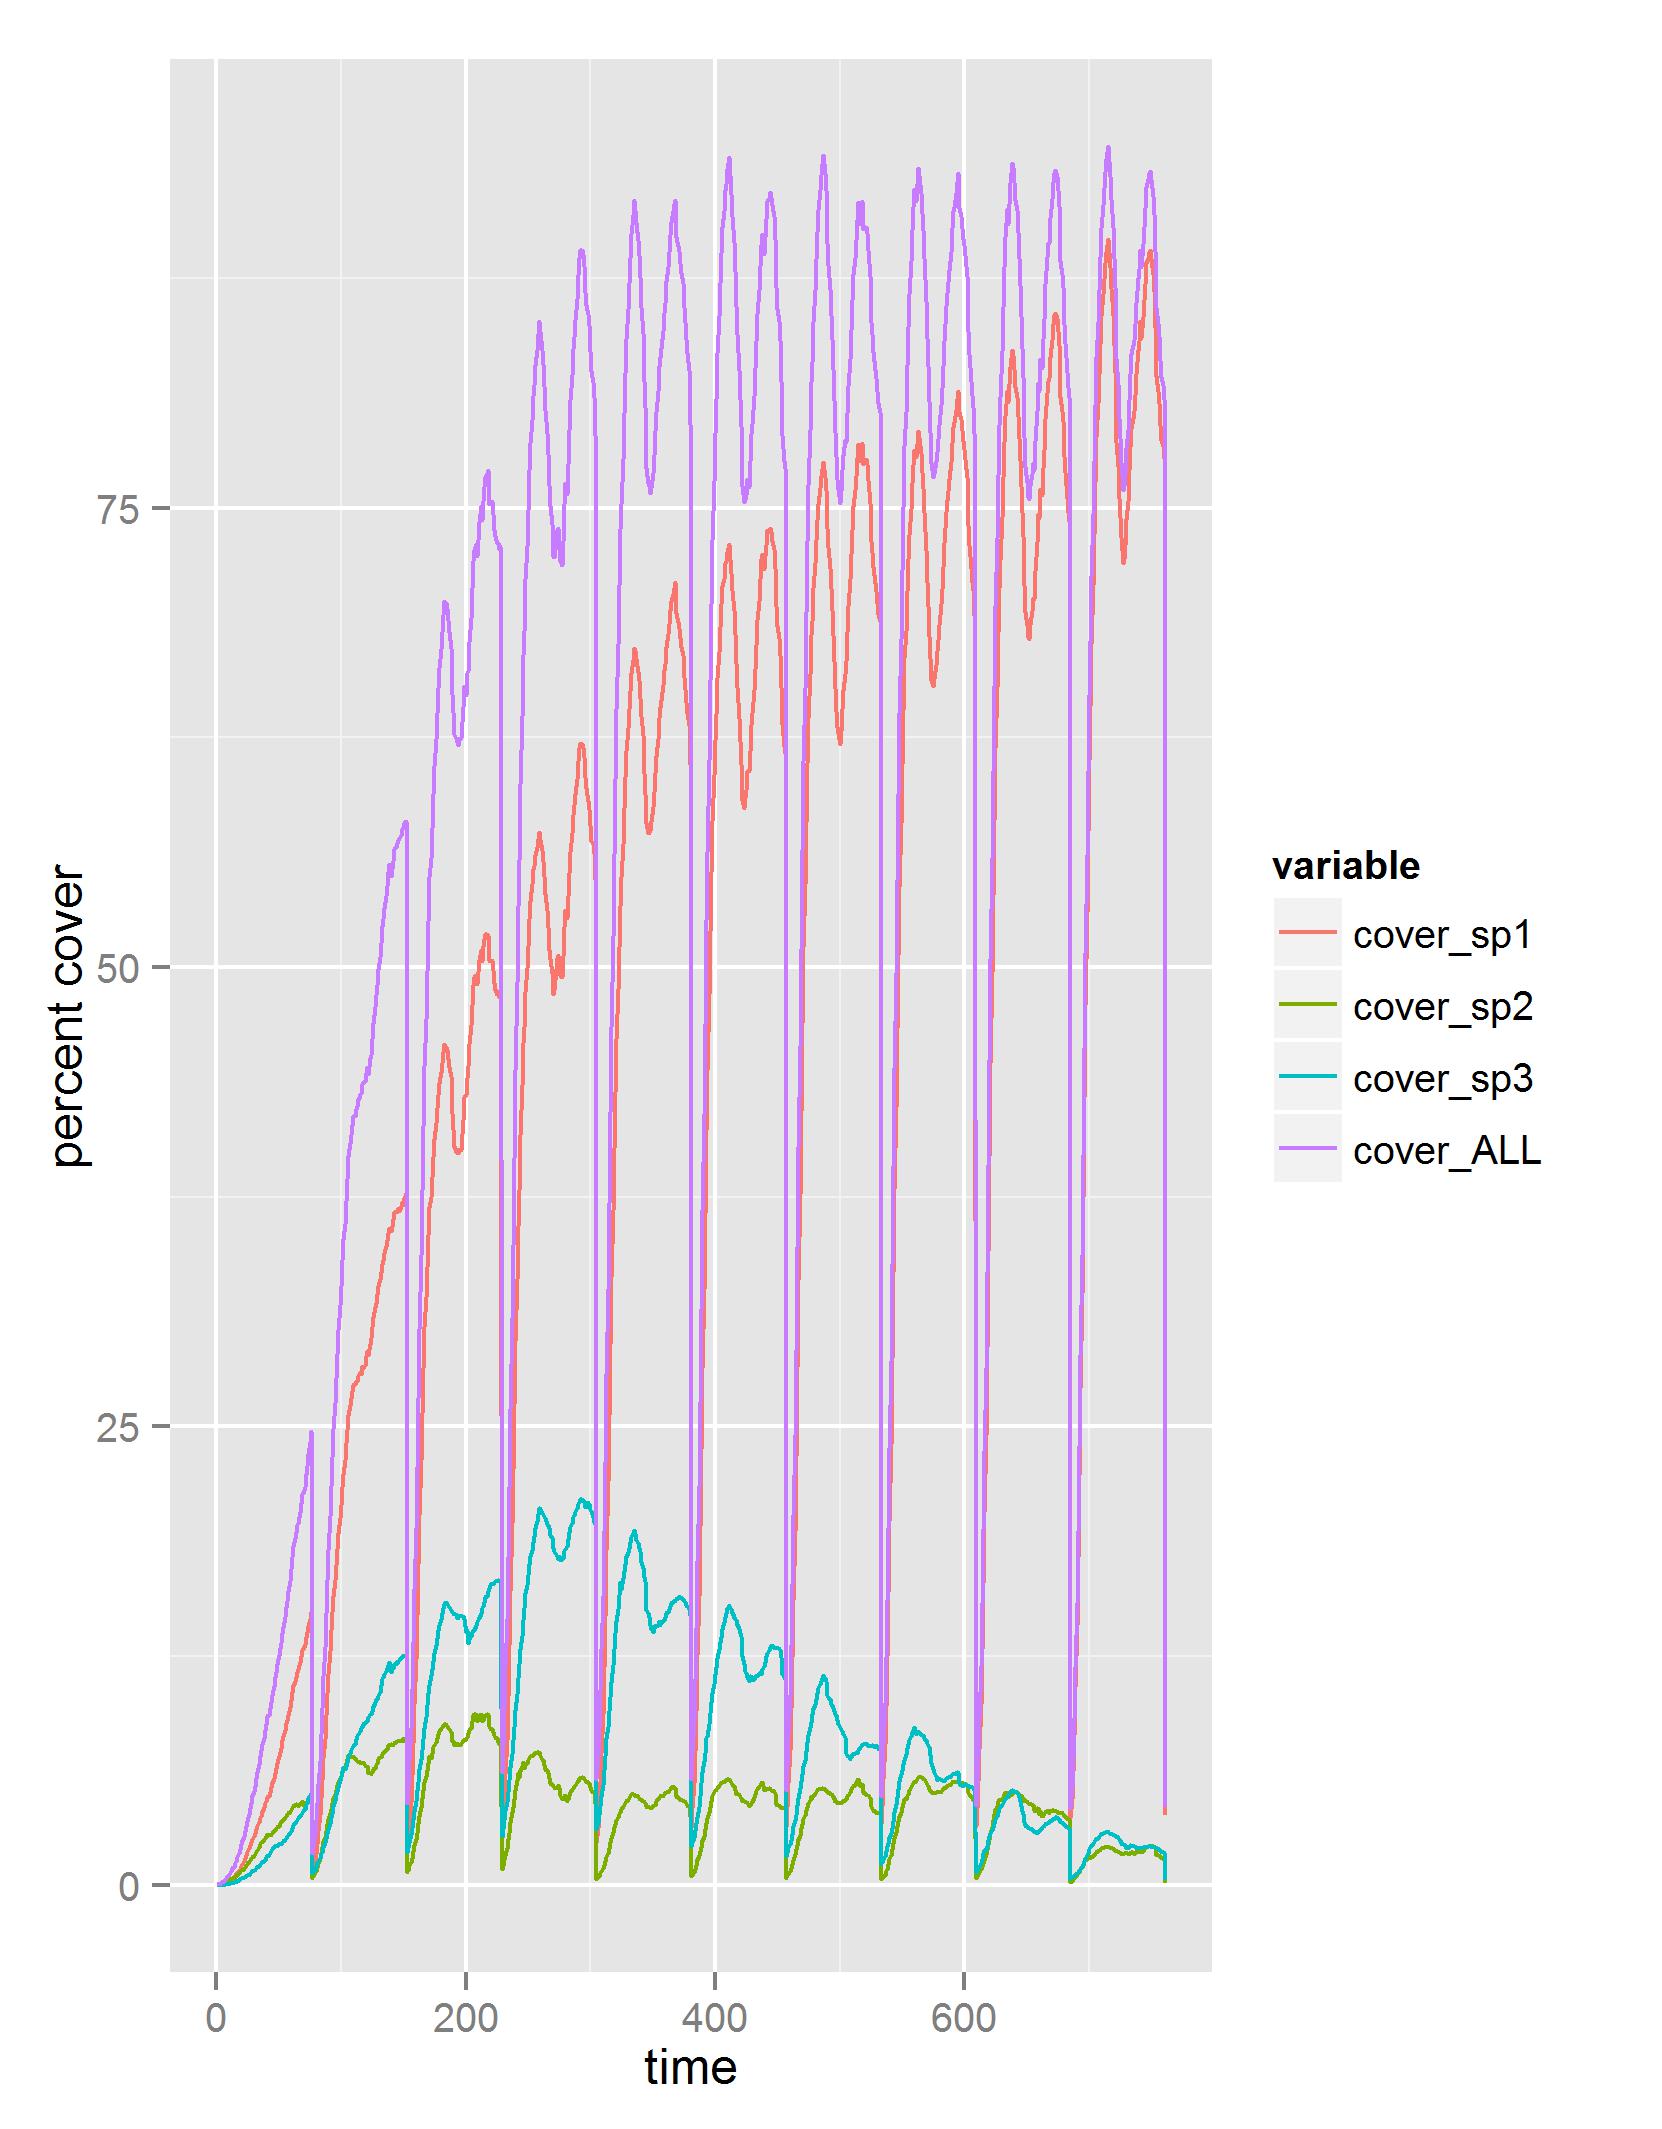 percent cover
75
50
25
0
0 200 400 600
time
variable
cover_sp1
cover_sp2
cover_sp3
cover_ALL